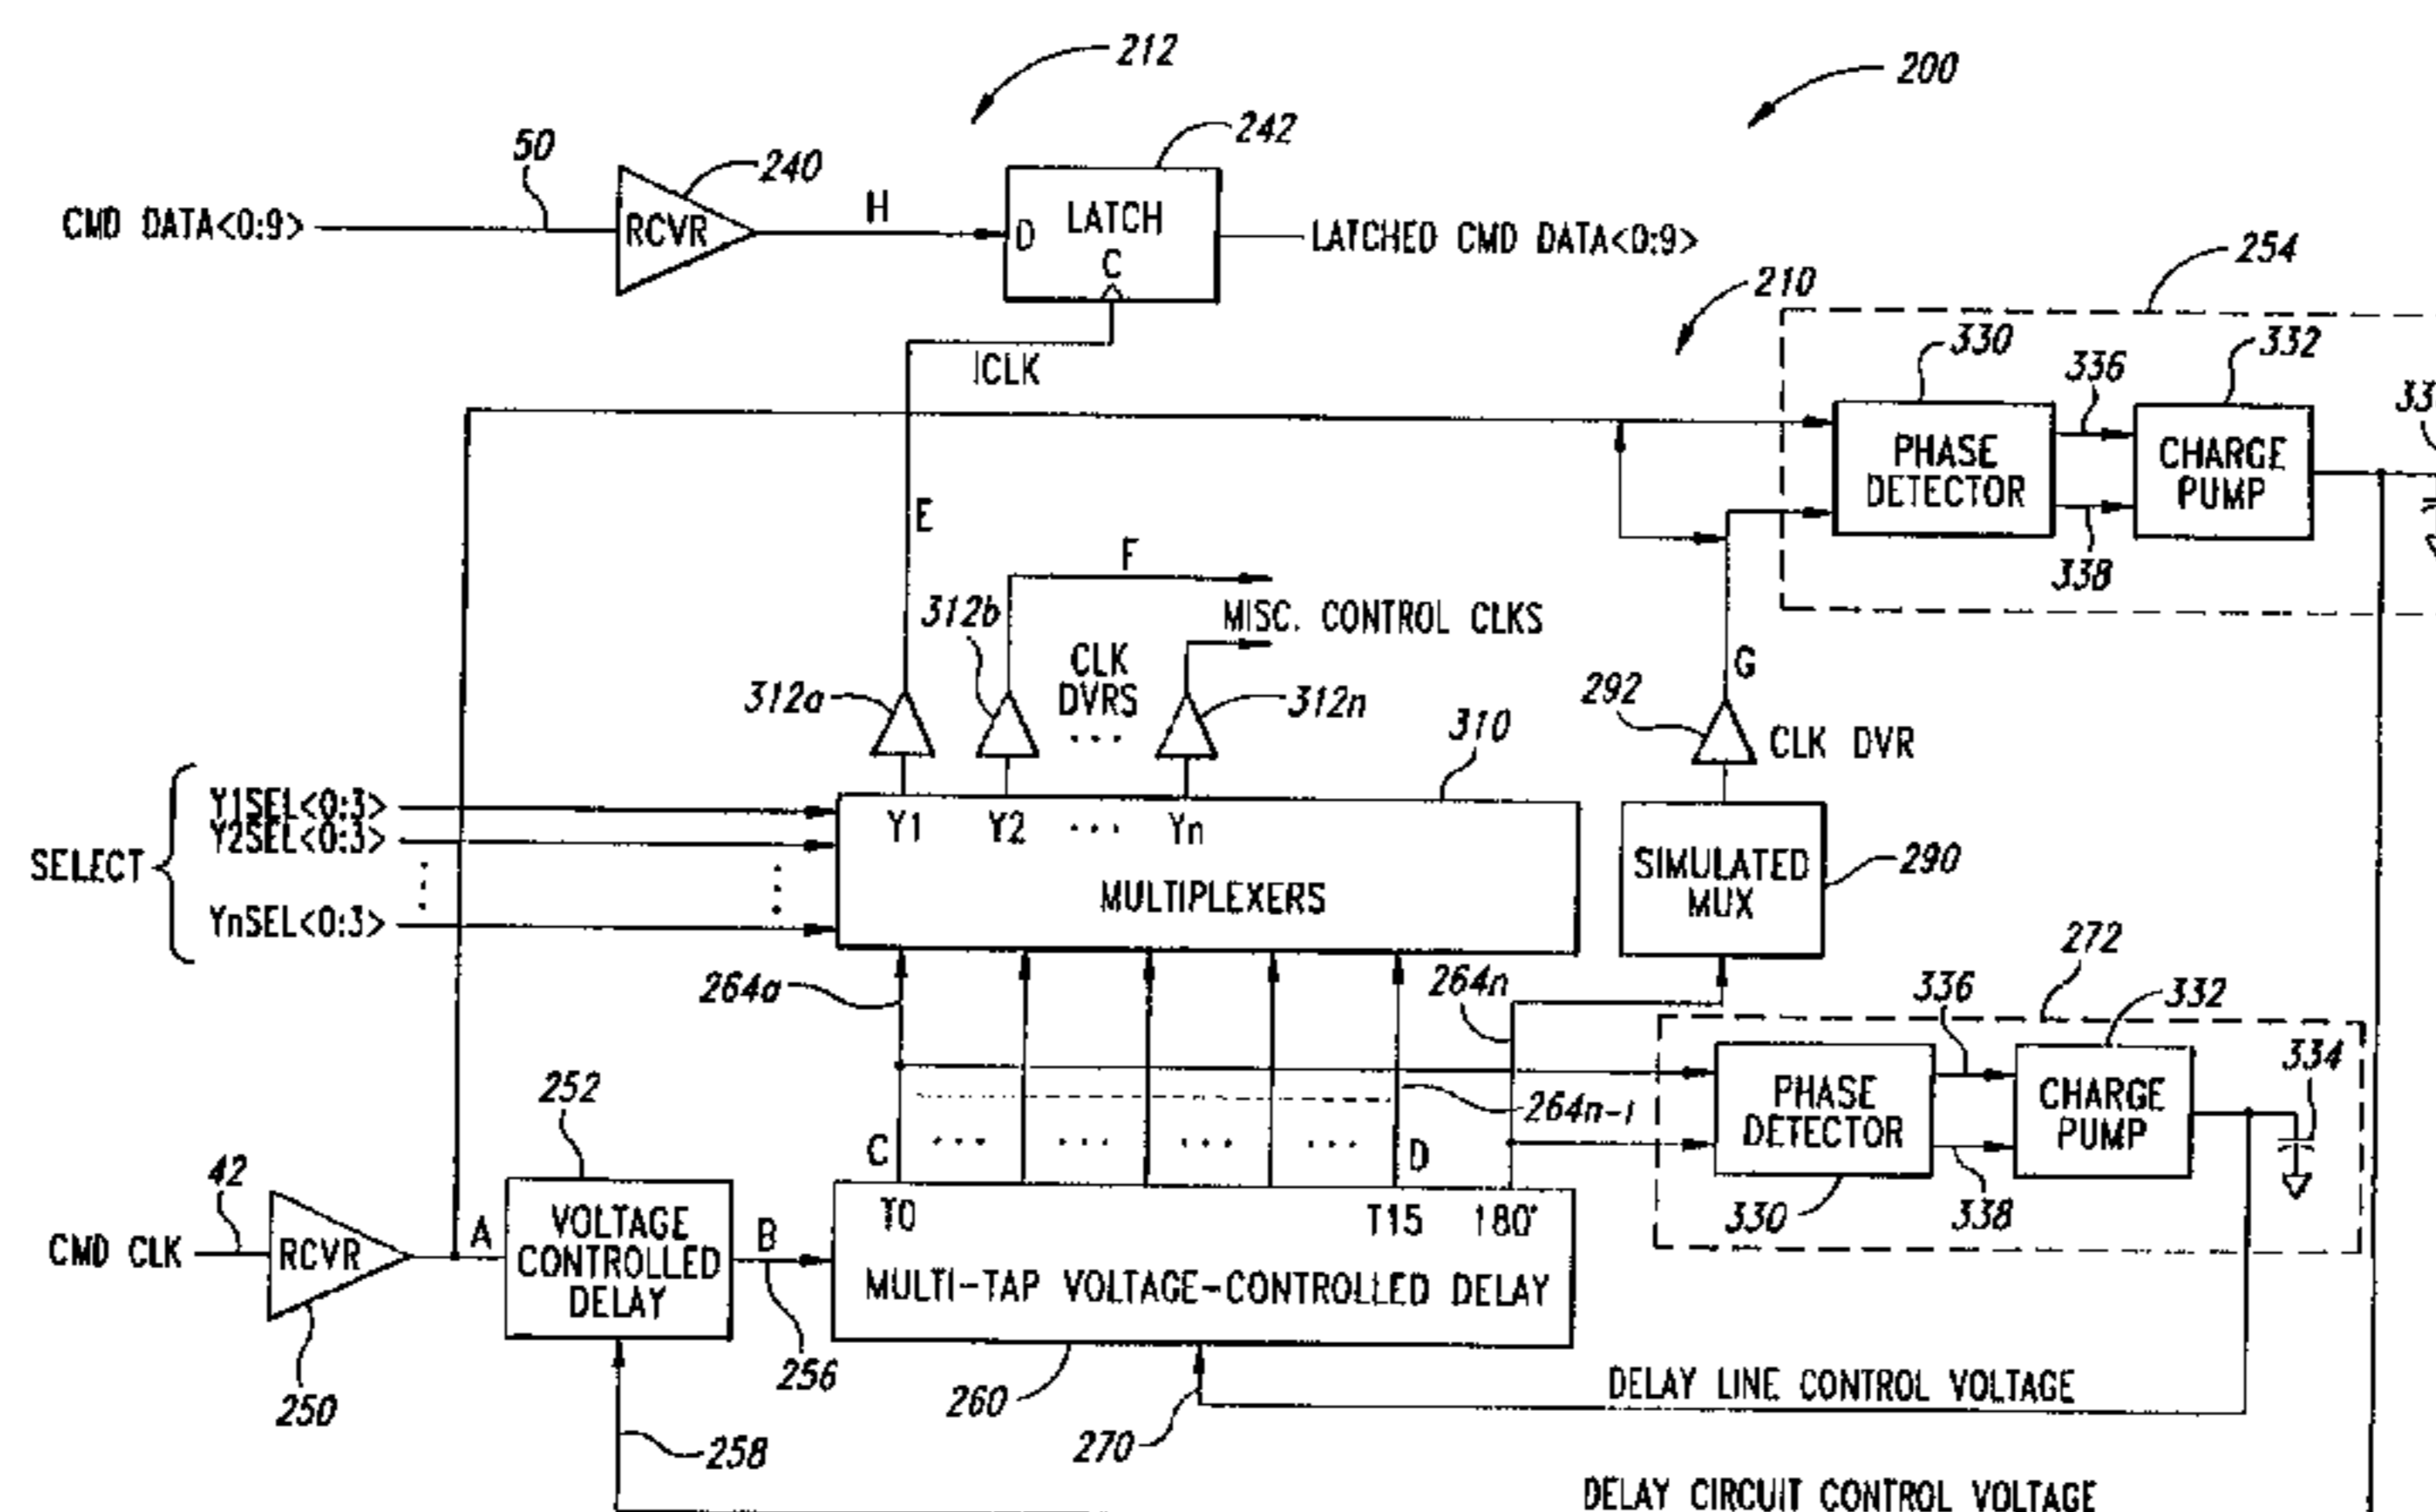 212
200
50
240
242
CMD DATA<0:9>
RCVR
H
D
LATCH
C
LATCHED CMD DATA<0:9>
254
210
ICLK
330
336
332
PHASE
DETECTOR
CHARGE
PUMP
338
E
F
312b
MISC. CONTROL CLKS
312a
CLK
DVRS
...
312n
310
292
G
CLK DVR
SELECT
Y1SEL<0:3>
Y2SEL<0:3>
YnSEL<0:3>
Y1
Y2
...
Yn
MULTIPLEXERS
SIMULATED
MUX
290
264a
264n
272
336
332
334
PHASE
DETECTOR
CHARGE
PUMP
264n-1
330
338
252
C
...
...
...
...
D
42
CMD CLK
RCVR
A
VOLTAGE
CONTROLLED
DELAY
B
T0
T15
180°
MULTI-TAP VOLTAGE-CONTROLLED DELAY
250
256
260
270
DELAY LINE CONTROL VOLTAGE
258
DELAY CIRCUIT CONTROL VOLTAGE